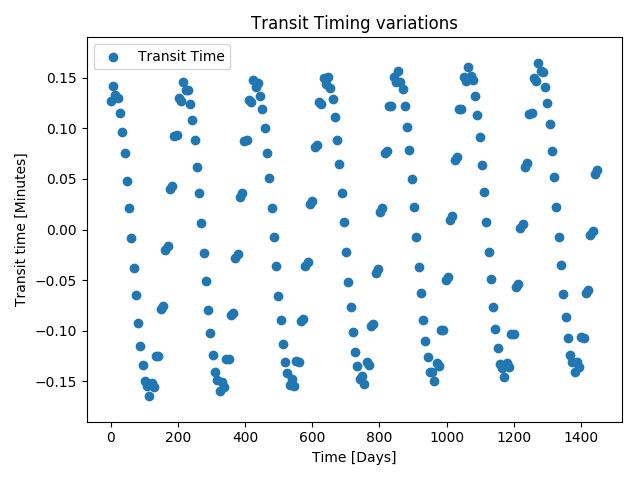 Transit Timing variations
Transit Time
0.15
0.10
0.05
0.00
−0.05
−0.10
−0.15
Transit time [Minutes]
0 200 400 600 800 1000 1200 1400
Time [Days]